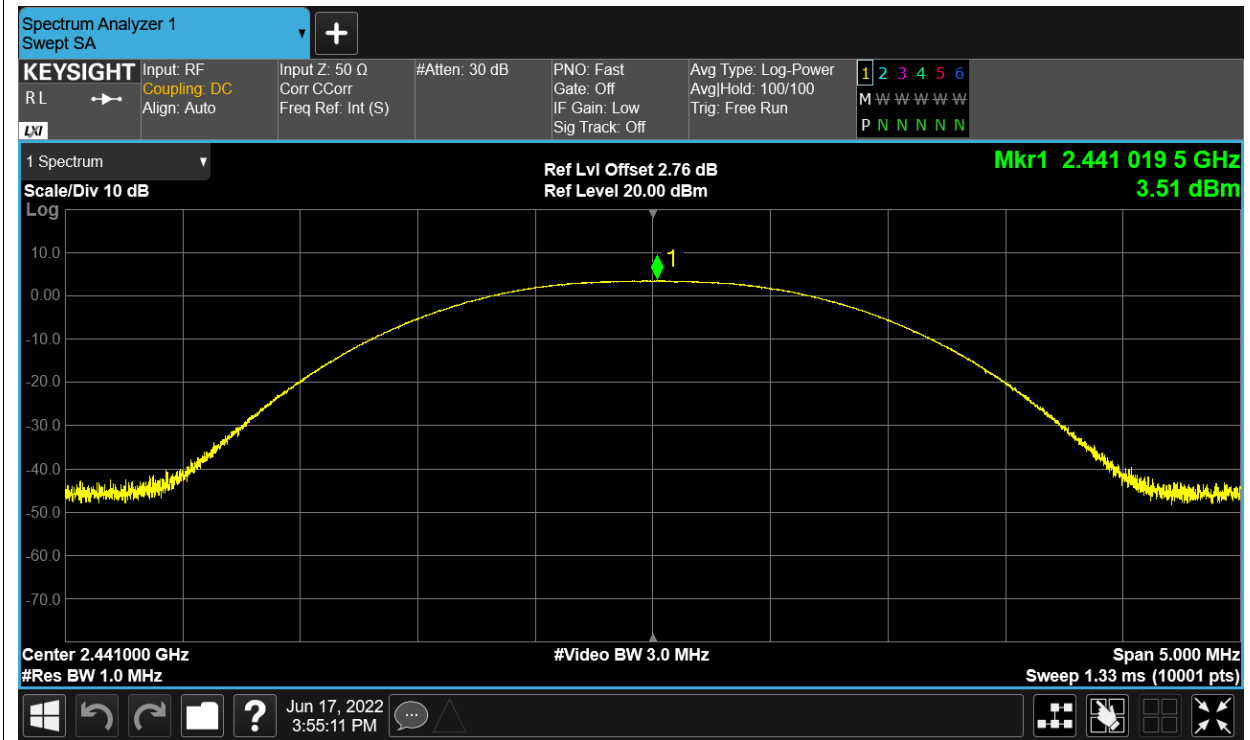 Spectrum Analyzer 1
Swept SA
KEYSIGHT
R L
LXI
Input: RF
Coupling: DC
Align: Auto
Input Z: 50 Ω
Corr CCorr
Freq Ref: Int (S)
#Atten: 30 dB
PNO: Fast
Gate: Off
IF Gain: Low
Sig Track: Off
Avg Type: Log-Power
Avg|Hold: 100/100
Trig: Free Run
1 2 3 4 5 6
M W W W W W
P N N N N N
1 Spectrum
Scale/Div 10 dB
Log
Ref Lvl Offset 2.76 dB
Ref Level 20.00 dBm
Mkr1 2.441 019 5 GHz
3.51 dBm
1
10.0
0.00
-10.0
-20.0
-30.0
-40.0
-50.0
-60.0
-70.0
Center 2.441000 GHz
#Res BW 1.0 MHz
#Video BW 3.0 MHz
Span 5.000 MHz
Sweep 1.33 ms (10001 pts)
?
Jun 17, 2022
3:55:11 PM